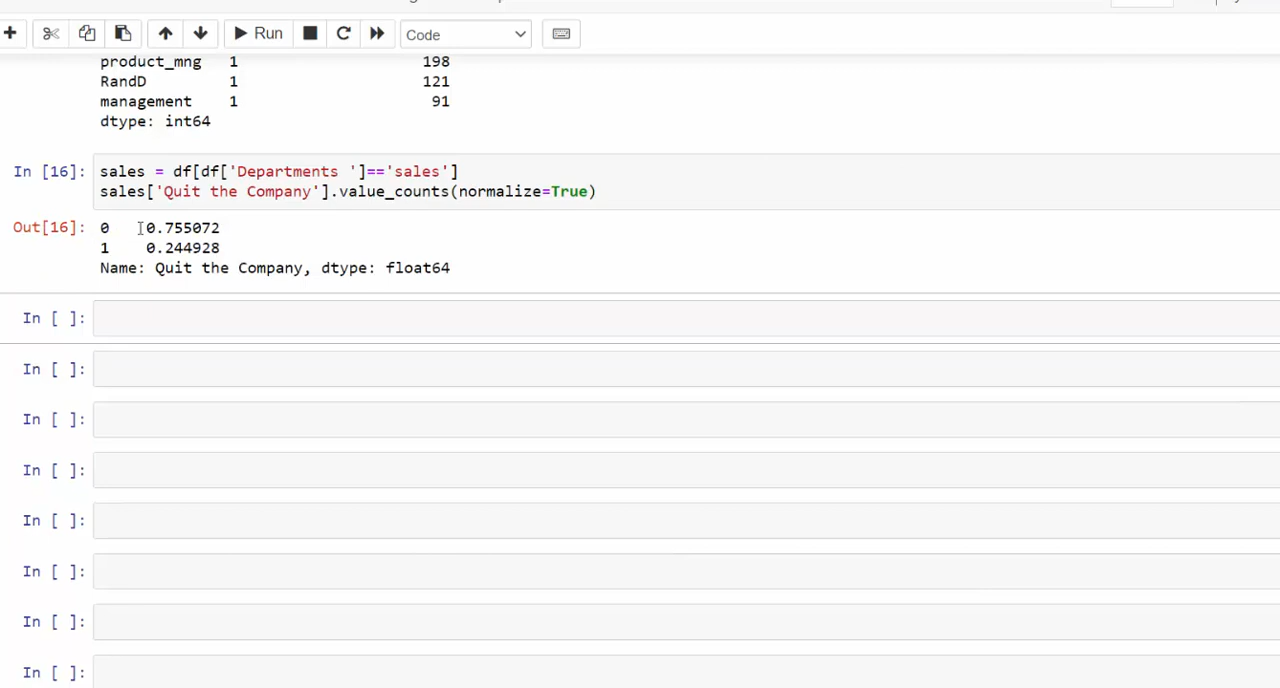 Run
Code
product_mng 1 198
RandD 1 121
management 1 91
dtype: int64
In [16]: sales = df[df['Departments ']=='sales']
sales['Quit the Company'].value_counts(normalize=True)
Out[16]: 0 0.755072
1 0.244928
Name: Quit the Company, dtype: float64
In [ ]:
In [ ]:
In [ ]:
In [ ]:
In [ ]:
In [ ]:
In [ ]:
In [ ]: